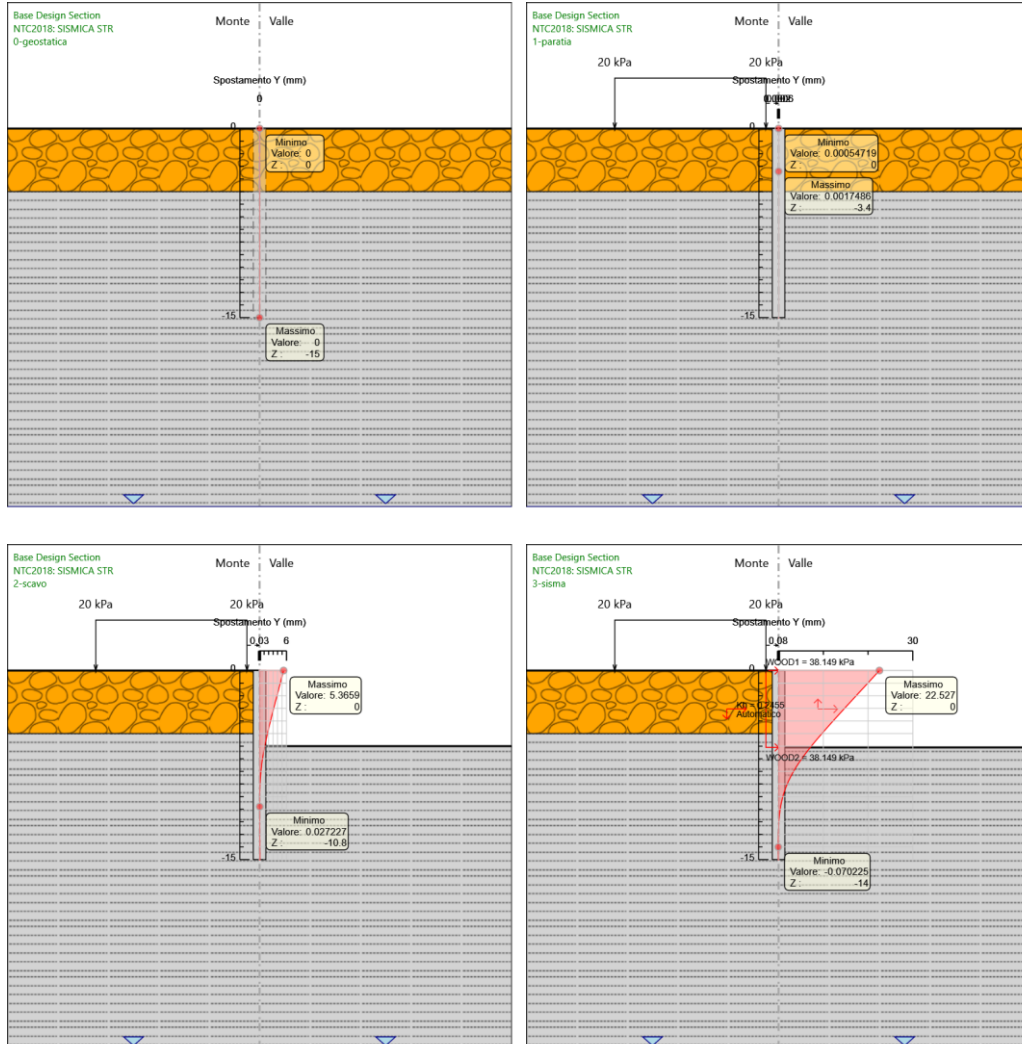 Base Design Section
NTC2018: SISMICA STR
0-geostatica
Monte Valle
Spostamento Y (mm)
0
0
Minimo
Valore: 0
Z : 0
-15
Massimo
Valore: 0
Z : -15
Base Design Section
NTC2018: SISMICA STR
1-paratia
Monte Valle
20 kPa 20 kPa
Spostamento Y (mm)
0
Minimo
Valore: 0.00054719
Z : 0
Massimo
Valore: 0.0017486
Z : -3.4
-15
Base Design Section
NTC2018: SISMICA STR
2-scavo
Monte Valle
20 kPa 20 kPa
Spostamento Y (mm)
0.03 6
0
Massimo
Valore: 5.3659
Z : 0
Minimo
Valore: 0.027227
Z : -10.8
-15
Base Design Section
NTC2018: SISMICA STR
3-sisma
Monte Valle
20 kPa 20 kPa
Spostamento Y (mm)
0.08 30
0
WOOD1 = 38.149 kPa
Massimo
Valore: 22.527
Z : 0
Automatico
WOOD2 = 38.149 kPa
-15
Minimo
Valore: -0.070225
Z : -14